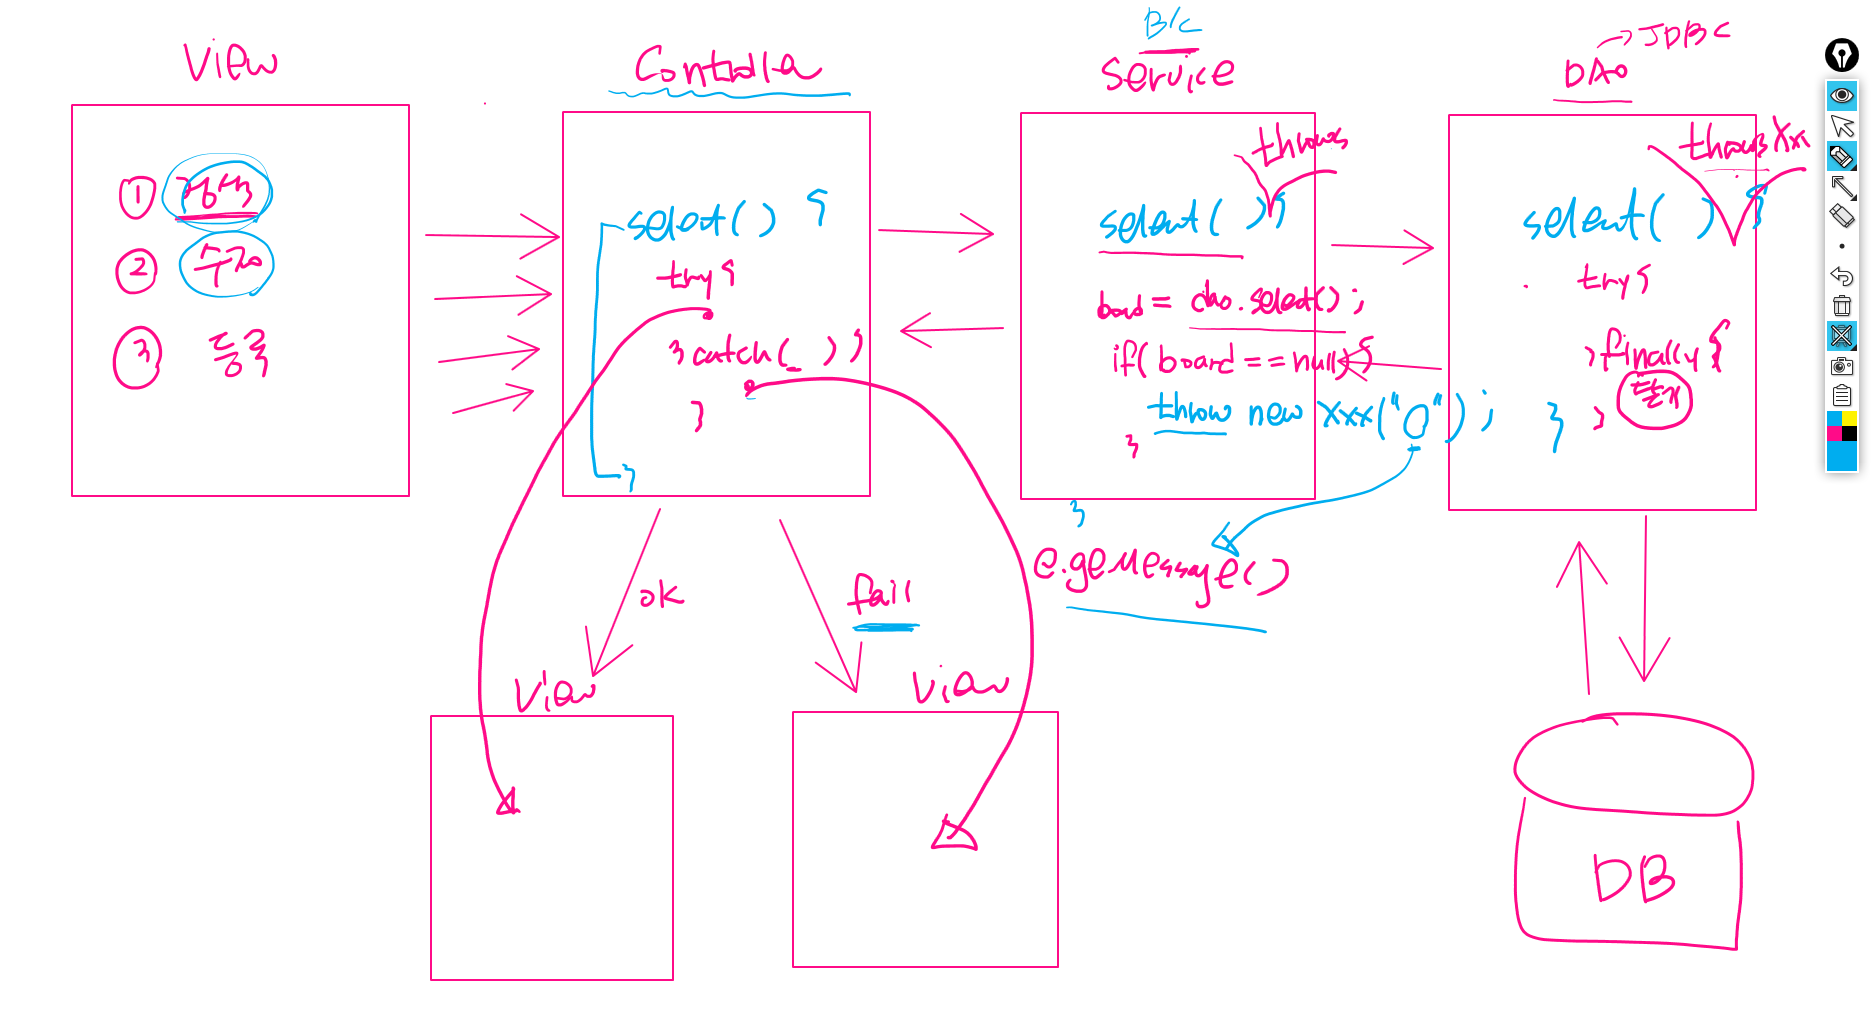 View
① 검색
② 수정
③ 등록
Controller
select() {
try {
} catch( ) {
}
}
B/C
Service
throws
select( ) {
board = dao.select();
if( board == null) {
throw new Xxx("0");
}
}
e.geMessage()
→ JDBC
DAO
throws Xxx
select( ) {
try {
} finally {
닫기
}
}
ok
fail
View
View
DB